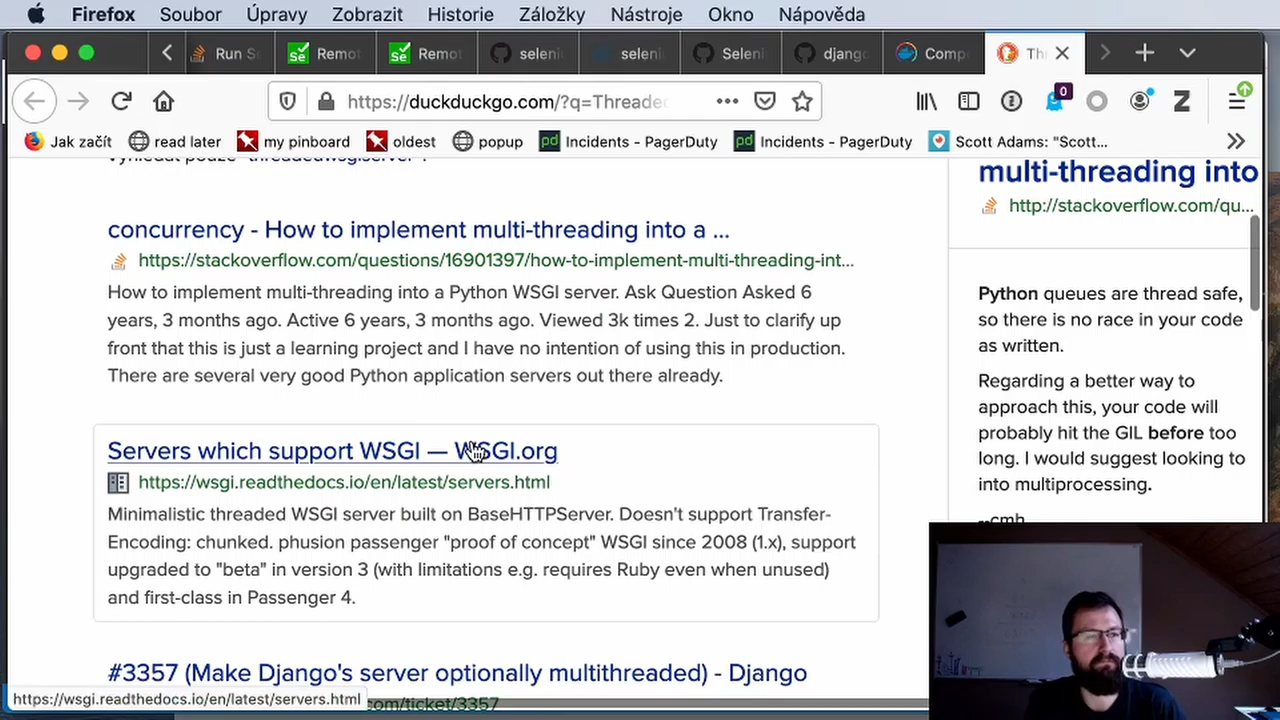 Firefox Soubor Úpravy Zobrazit Historie Záložky Nástroje Okno Nápověda
Run S Remot Remot seleni seleni Seleni django Comp Th
https://duckduckgo.com/?q=Threade
0
Jak začít read later my pinboard oldest popup Incidents - PagerDuty Incidents - PagerDuty Scott Adams: "Scott...
concurrency - How to implement multi-threading into a ...
https://stackoverflow.com/questions/16901397/how-to-implement-multi-threading-int...
How to implement multi-threading into a Python WSGI server. Ask Question Asked 6
years, 3 months ago. Active 6 years, 3 months ago. Viewed 3k times 2. Just to clarify up
front that this is just a learning project and I have no intention of using this in production.
There are several very good Python application servers out there already.
Servers which support WSGI — WSGI.org
https://wsgi.readthedocs.io/en/latest/servers.html
Minimalistic threaded WSGI server built on BaseHTTPServer. Doesn't support Transfer-
Encoding: chunked. phusion passenger "proof of concept" WSGI since 2008 (1.x), support
upgraded to "beta" in version 3 (with limitations e.g. requires Ruby even when unused)
and first-class in Passenger 4.
#3357 (Make Django's server optionally multithreaded) - Django
com/ticket/3357
https://wsgi.readthedocs.io/en/latest/servers.html
multi-threading into
http://stackoverflow.com/qu...
Python queues are thread safe,
so there is no race in your code
as written.
Regarding a better way to
approach this, your code will
probably hit the GIL before too
long. I would suggest looking to
into multiprocessing.
--cmh